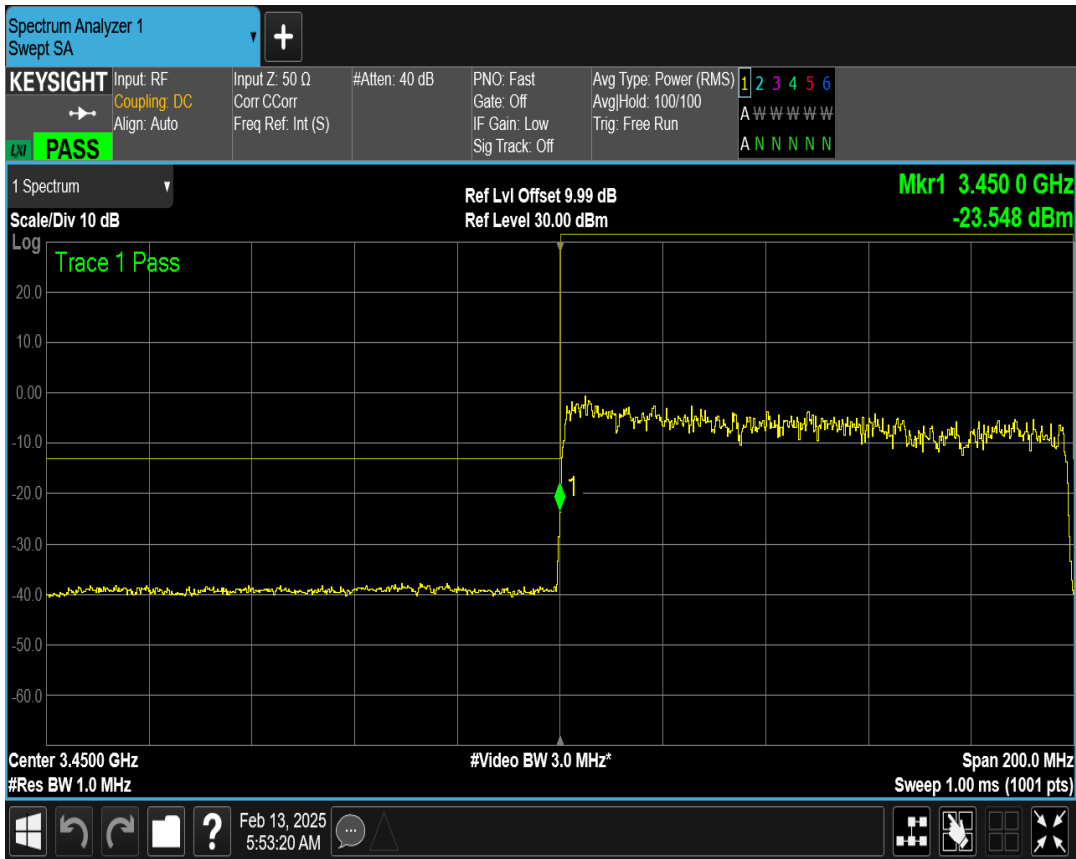 Spectrum Analyzer 1
Swept SA
+
KEYSIGHT
LXI
PASS
Input: RF
Coupling: DC
Align: Auto
Input Z: 50 Ω
Corr CCorr
Freq Ref: Int (S)
#Atten: 40 dB
PNO: Fast
Gate: Off
IF Gain: Low
Sig Track: Off
Avg Type: Power (RMS)
Avg|Hold: 100/100
Trig: Free Run
1 2 3 4 5 6
A W W W W W
A N N N N N
1 Spectrum
Scale/Div 10 dB
Ref Lvl Offset 9.99 dB
Ref Level 30.00 dBm
Mkr1 3.450 0 GHz
-23.548 dBm
Log
Trace 1 Pass
20.0
10.0
0.00
-10.0
-20.0
-30.0
-40.0
-50.0
-60.0
1
Center 3.4500 GHz
#Res BW 1.0 MHz
#Video BW 3.0 MHz*
Span 200.0 MHz
Sweep 1.00 ms (1001 pts)
?
Feb 13, 2025
5:53:20 AM